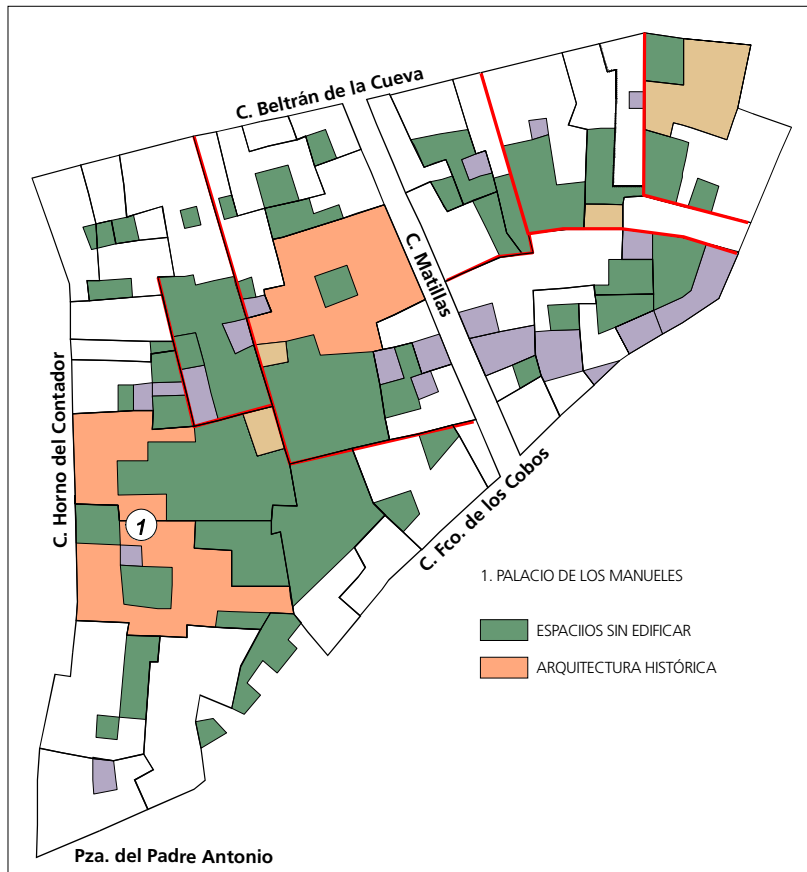 C. Beltrán de la Cueva
C. Matillas
C. Horno del Contador
1
C. Fco. de los Cobos
1. PALACIO DE LOS MANUELES
ESPACIIOS SIN EDIFICAR
ARQUITECTURA HISTÓRICA
Pza. del Padre Antonio